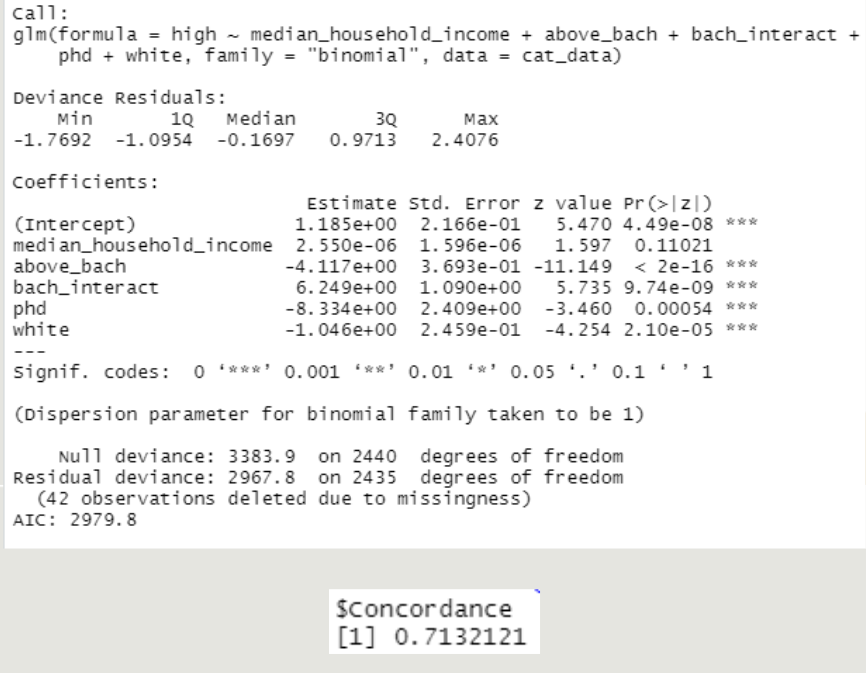 Call:
glm(formula = high ~ median_household_income + above_bach + bach_interact +
    phd + white, family = "binomial", data = cat_data)
Deviance Residuals:
    Min       1Q   Median       3Q      Max
-1.7692  -1.0954  -0.1697   0.9713   2.4076
Coefficients:
                          Estimate Std. Error z value Pr(>|z|)
(Intercept)              1.185e+00  2.166e-01   5.470 4.49e-08 ***
median_household_income  2.550e-06  1.596e-06   1.597  0.11021
above_bach              -4.117e+00  3.693e-01 -11.149  < 2e-16 ***
bach_interact            6.249e+00  1.090e+00   5.735 9.74e-09 ***
phd                     -8.334e+00  2.409e+00  -3.460  0.00054 ***
white                   -1.046e+00  2.459e-01  -4.254 2.10e-05 ***
---
Signif. codes:  0 ‘***’ 0.001 ‘**’ 0.01 ‘*’ 0.05 ‘.’ 0.1 ‘ ’ 1
(Dispersion parameter for binomial family taken to be 1)
    Null deviance: 3383.9  on 2440  degrees of freedom
Residual deviance: 2967.8  on 2435  degrees of freedom
  (42 observations deleted due to missingness)
AIC: 2979.8
$Concordance
[1] 0.7132121